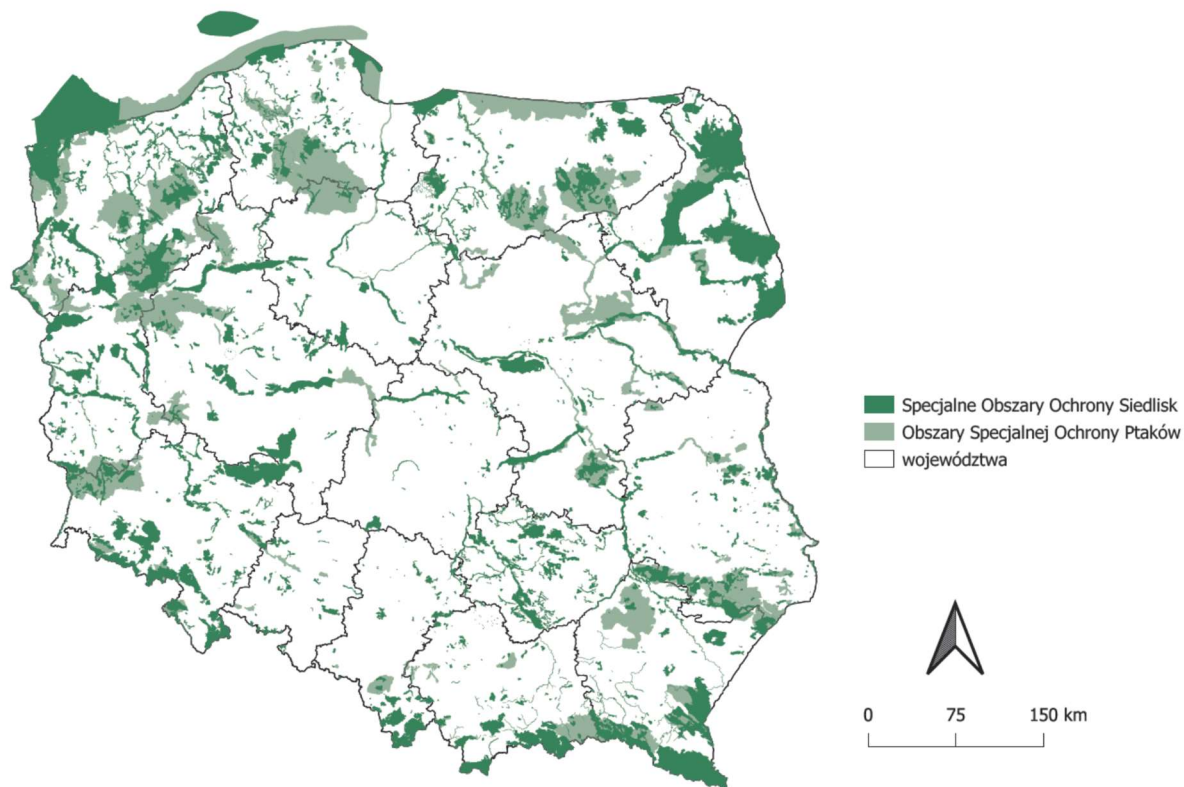 Specjalne Obszary Ochrony Siedlisk
Obszary Specjalnej Ochrony Ptaków
województwa
0 75 150 km